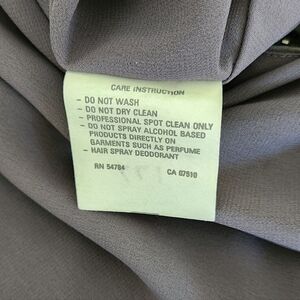 CARE INSTRUCTION
- DO NOT WASH
- DO NOT DRY CLEAN
- PROFESSIONAL SPOT CLEAN ONLY
- DO NOT SPRAY ALCOHOL BASED
PRODUCTS DIRECTLY ON
GARMENTS SUCH AS PERFUME
- HAIR SPRAY DEODORANT
RN 54784 CA 07510